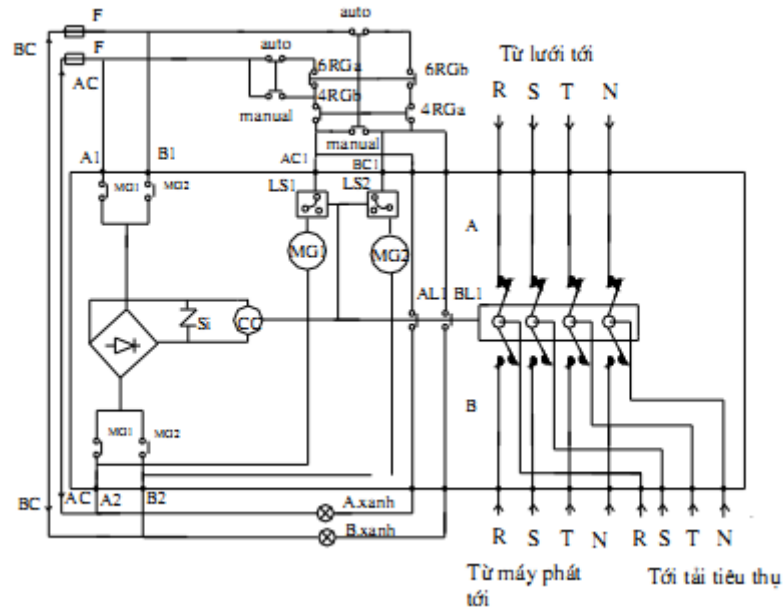 F
auto
BC
F
auto
AC
6RGa
6RGb
Từ lưới tới
4RGb
R S T N
manual
4RGa
manual
A1
B1
AC1
BC1
MG1
MG2
LS1
LS2
A
MG1
MG2
AL1
BL1
Si
CC
B
MG1
MG2
BC
AC
A2
B2
A.xanh
B.xanh
R S T N R S T N
Từ máy phát
tới
Tới tải tiêu thụ